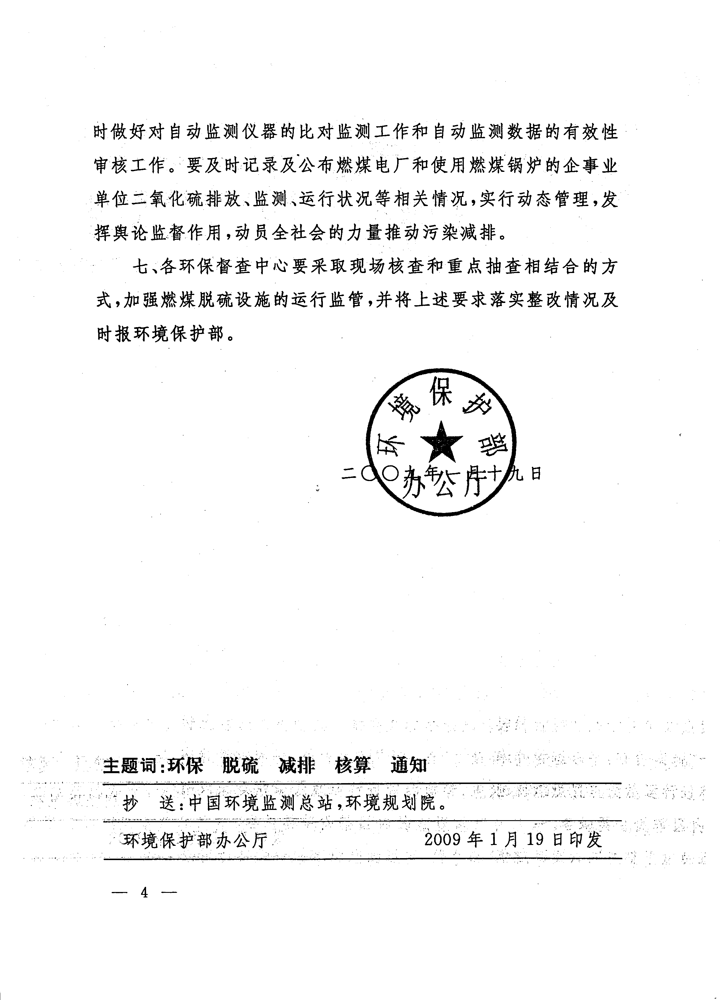 时做好对自动监测仪器的比对监测工作和自动监测数据的有效性
审核工作。要及时记录及公布燃煤电厂和使用燃煤锅炉的企事业
单位二氧化硫排放、监测、运行状况等相关情况,实行动态管理,发
挥舆论监督作用,动员全社会的力量推动污染减排。
七、各环保督查中心要采取现场核查和重点抽查相结合的方
式,加强燃煤脱硫设施的运行监管,并将上述要求落实整改情况及
时报环境保护部。
环境保护部
二〇〇九年一月十九日
办公厅
主题词:环保 脱硫 减排 核算 通知
抄 送:中国环境监测总站,环境规划院。
环境保护部办公厅 2009年1月19日印发
— 4 —